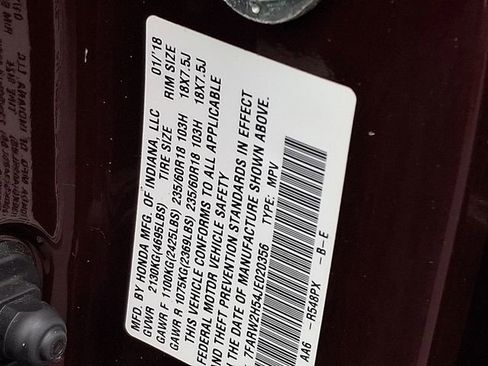 MFD. BY HONDA MFG. OF INDIANA, LLC 01/'18
GVWR 2130KG(4695LBS) TIRE SIZE RIM SIZE
GAWR F 1100KG(2425LBS) 235/60R18 103H 18X7.5J
GAWR R 1075KG(2369LBS) 235/60R18 103H 18X7.5J
THIS VEHICLE CONFORMS TO ALL APPLICABLE
FEDERAL MOTOR VEHICLE SAFETY
AND THEFT PREVENTION STANDARDS IN EFFECT
ON THE DATE OF MANUFACTURE SHOWN ABOVE.
7FARW2H54JE020356 TYPE: MPV
AA6 -R548PX -B-E